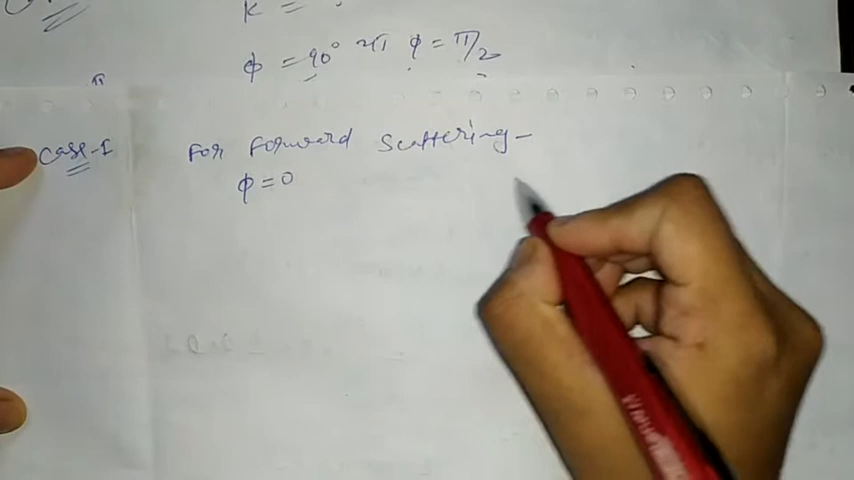 K =
φ = 90° या φ = π/2
π
Case-I For Forward Scattering -
φ = 0